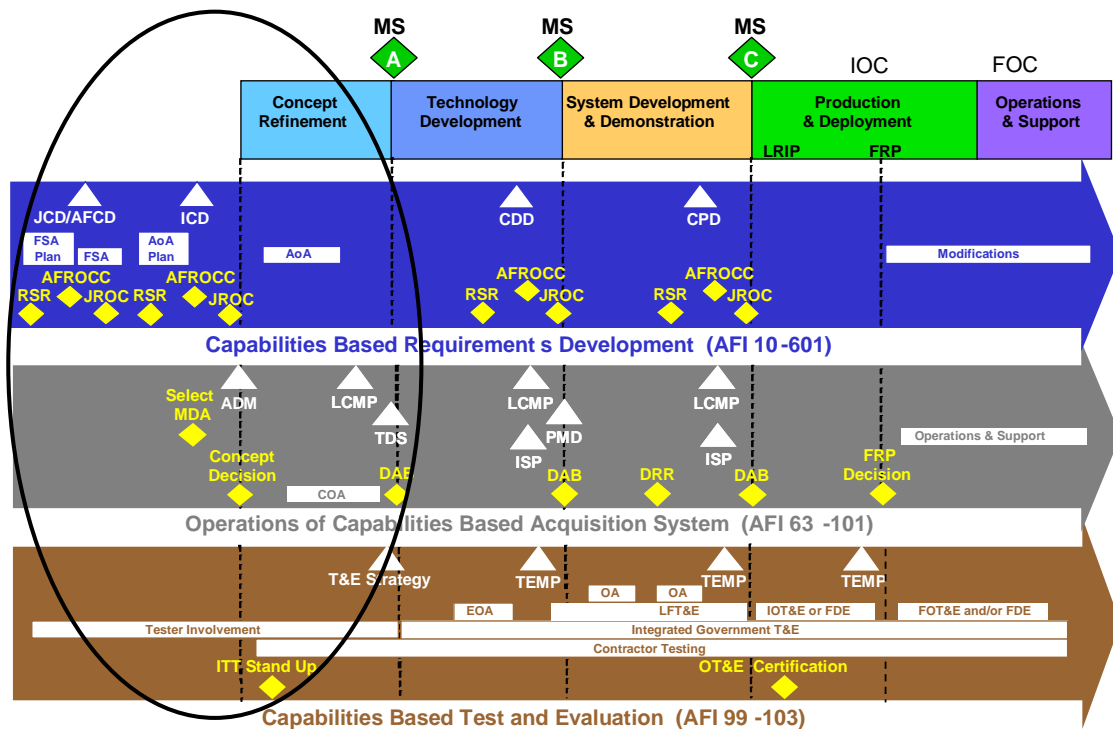 MS MS MS
A B C IOC FOC
Concept
Refinement
Technology
Development
System Development
& Demonstration
Production
& Deployment
Operations
& Support
LRIP FRP
JCD/AFCD ICD CDD CPD
FSA
Plan
FSA
AoA
Plan
AoA
Modifications
AFROCC AFROCC AFROCC AFROCC
RSR JROC RSR JROC RSR JROC RSR JROC
Capabilities Based Requirement s Development (AFI 10 -601)
ADM LCMP LCMP LCMP
Select
MDA
TDS PMD
ISP ISP
Operations & Support
Concept
Decision
DAB DAB DRR DAB
FRP
Decision
COA
Operations of Capabilities Based Acquisition System (AFI 63 -101)
T&E Strategy TEMP TEMP TEMP
OA OA
EOA LFT&E IOT&E or FDE FOT&E and/or FDE
Tester Involvement Integrated Government T&E
Contractor Testing
ITT Stand Up OT&E Certification
Capabilities Based Test and Evaluation (AFI 99 -103)